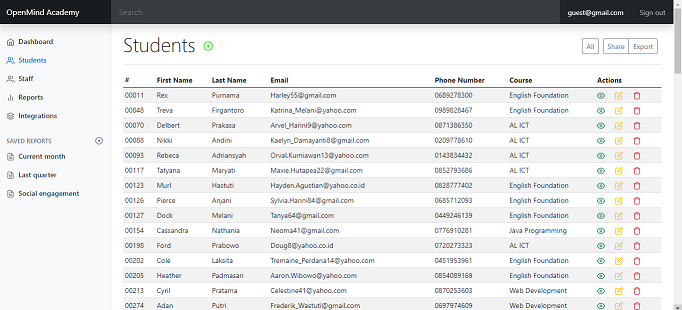 OpenMind Academy Search guest@gmail.com Sign out
Dashboard
Students
Staff
Reports
Integrations
SAVED REPORTS
Current month
Last quarter
Social engagement
Students All Share Export
# First Name Last Name Email Phone Number Course Actions
00011 Rex Purnama Harley55@gmail.com 0689278300 English Foundation
00048 Treva Firgantoro Katrina_Melani@yahoo.com 0989828467 English Foundation
00070 Delbert Prakasa Arvel_Harini9@yahoo.com 0871386350 AL ICT
00088 Nikki Andini Kaelyn_Damayanti8@gmail.com 0209778610 AL ICT
00093 Rebeca Adriansyah Orval.Kurniawan13@yahoo.com 0143834432 AL ICT
00117 Tatyana Maryati Maxie.Hutapea22@gmail.com 0852793686 AL ICT
00123 Murl Hastuti Hayden.Agustian@yahoo.co.id 0828777402 English Foundation
00126 Pierce Anjani Sylvia.Harini84@gmail.com 0685712093 English Foundation
00127 Dock Melani Tanya64@gmail.com 0449246139 English Foundation
00154 Cassandra Nathania Neoma41@gmail.com 0776910281 Java Programming
00198 Ford Prabowo Doug8@yahoo.co.id 0720273323 AL ICT
00202 Cole Laksita Tremaine_Perdana14@yahoo.com 0451953961 English Foundation
00205 Heather Padmasari Aaron.Wibowo@yahoo.com 0854089169 English Foundation
00213 Cyril Pratama Celestine41@yahoo.com 0870253603 Web Development
00274 Adan Putri Frederik_Wastuti@gmail.com 0697974609 Web Development